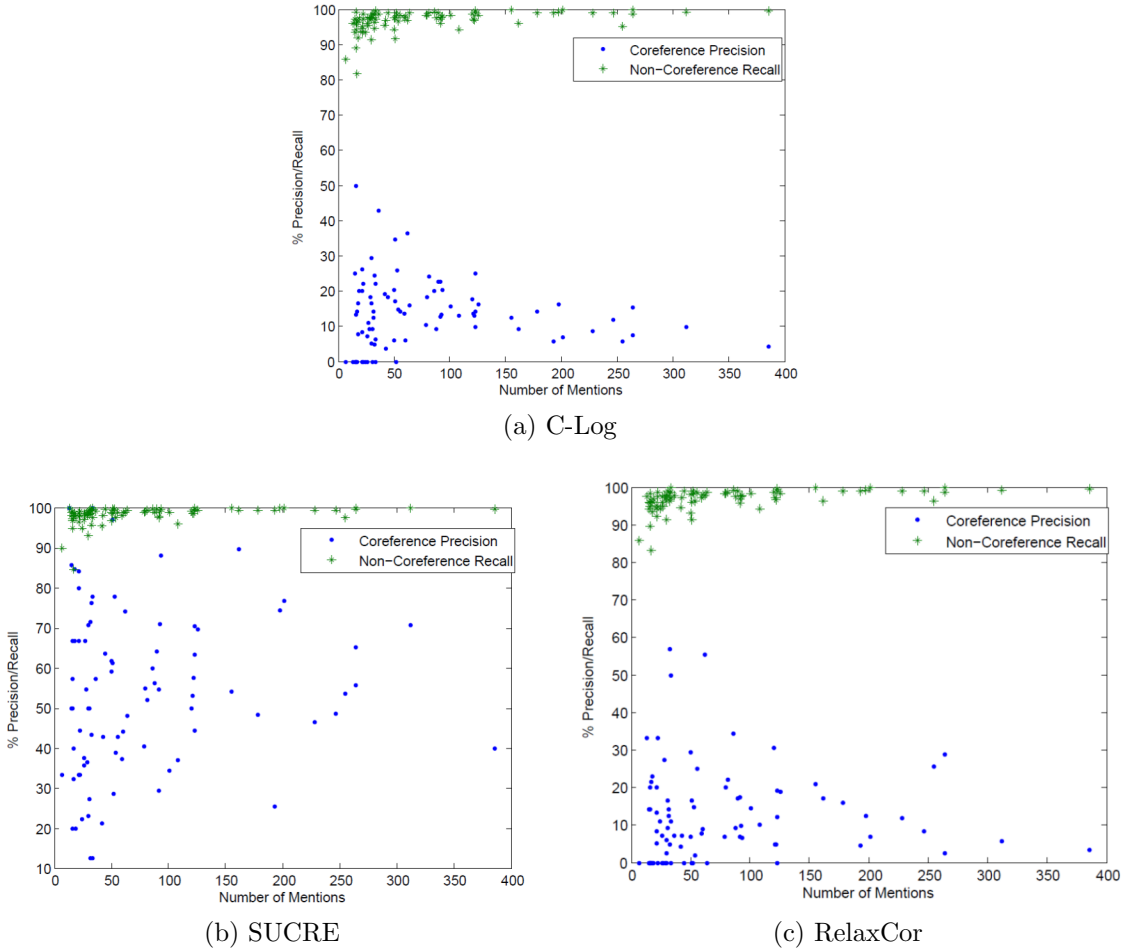 100
90
80
70
60
50
40
30
20
10
0
% Precision/Recall
Coreference Precision
Non−Coreference Recall
0 50 100 150 200 250 300 350 400
Number of Mentions
(a) C-Log
100
90
80
70
60
50
40
30
20
10
% Precision/Recall
Coreference Precision
Non−Coreference Recall
0 50 100 150 200 250 300 350 400
Number of Mentions
(b) SUCRE
100
90
80
70
60
50
40
30
20
10
0
% Precision/Recall
Coreference Precision
Non−Coreference Recall
0 50 100 150 200 250 300 350 400
Number of Mentions
(c) RelaxCor